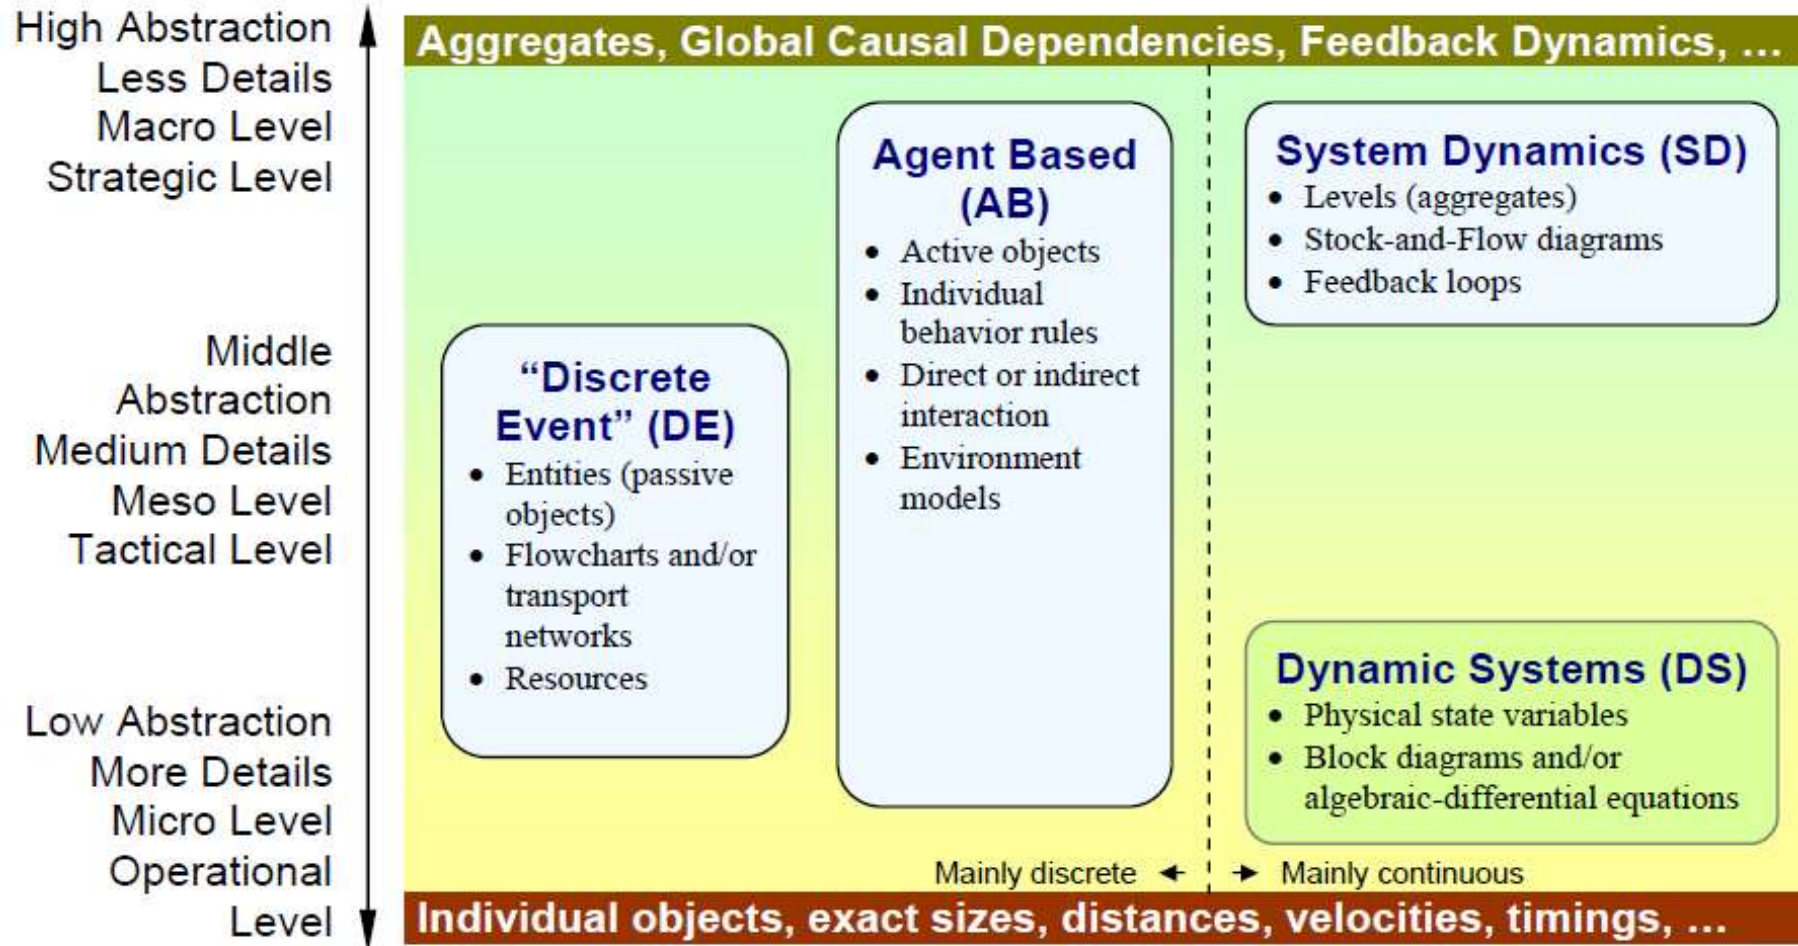 High Abstraction
Less Details
Macro Level
Strategic Level
Middle
Abstraction
Medium Details
Meso Level
Tactical Level
Low Abstraction
More Details
Micro Level
Operational
Level
Aggregates, Global Causal Dependencies, Feedback Dynamics, …
“Discrete
Event” (DE)
• Entities (passive
objects)
• Flowcharts and/or
transport
networks
• Resources
Agent Based
(AB)
• Active objects
• Individual
behavior rules
• Direct or indirect
interaction
• Environment
models
System Dynamics (SD)
• Levels (aggregates)
• Stock-and-Flow diagrams
• Feedback loops
Dynamic Systems (DS)
• Physical state variables
• Block diagrams and/or
algebraic-differential equations
Mainly discrete
Mainly continuous
Individual objects, exact sizes, distances, velocities, timings, …